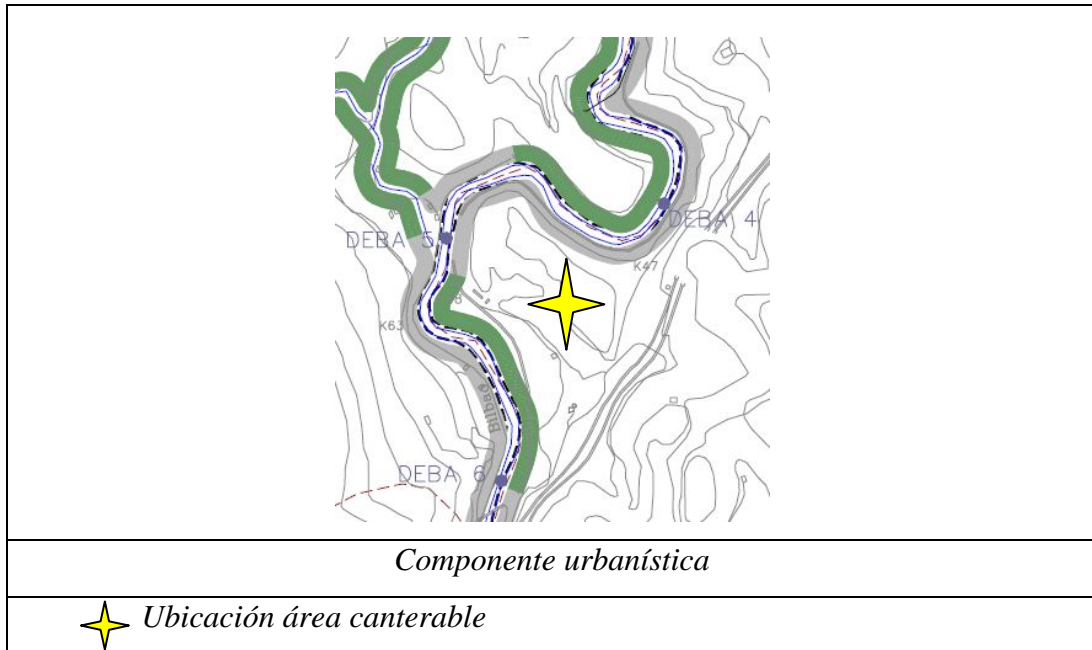 DEBA 4
DEBA 5
K47
K63
Bilbao
DEBA 6
Componente urbanística
Ubicación área canterable